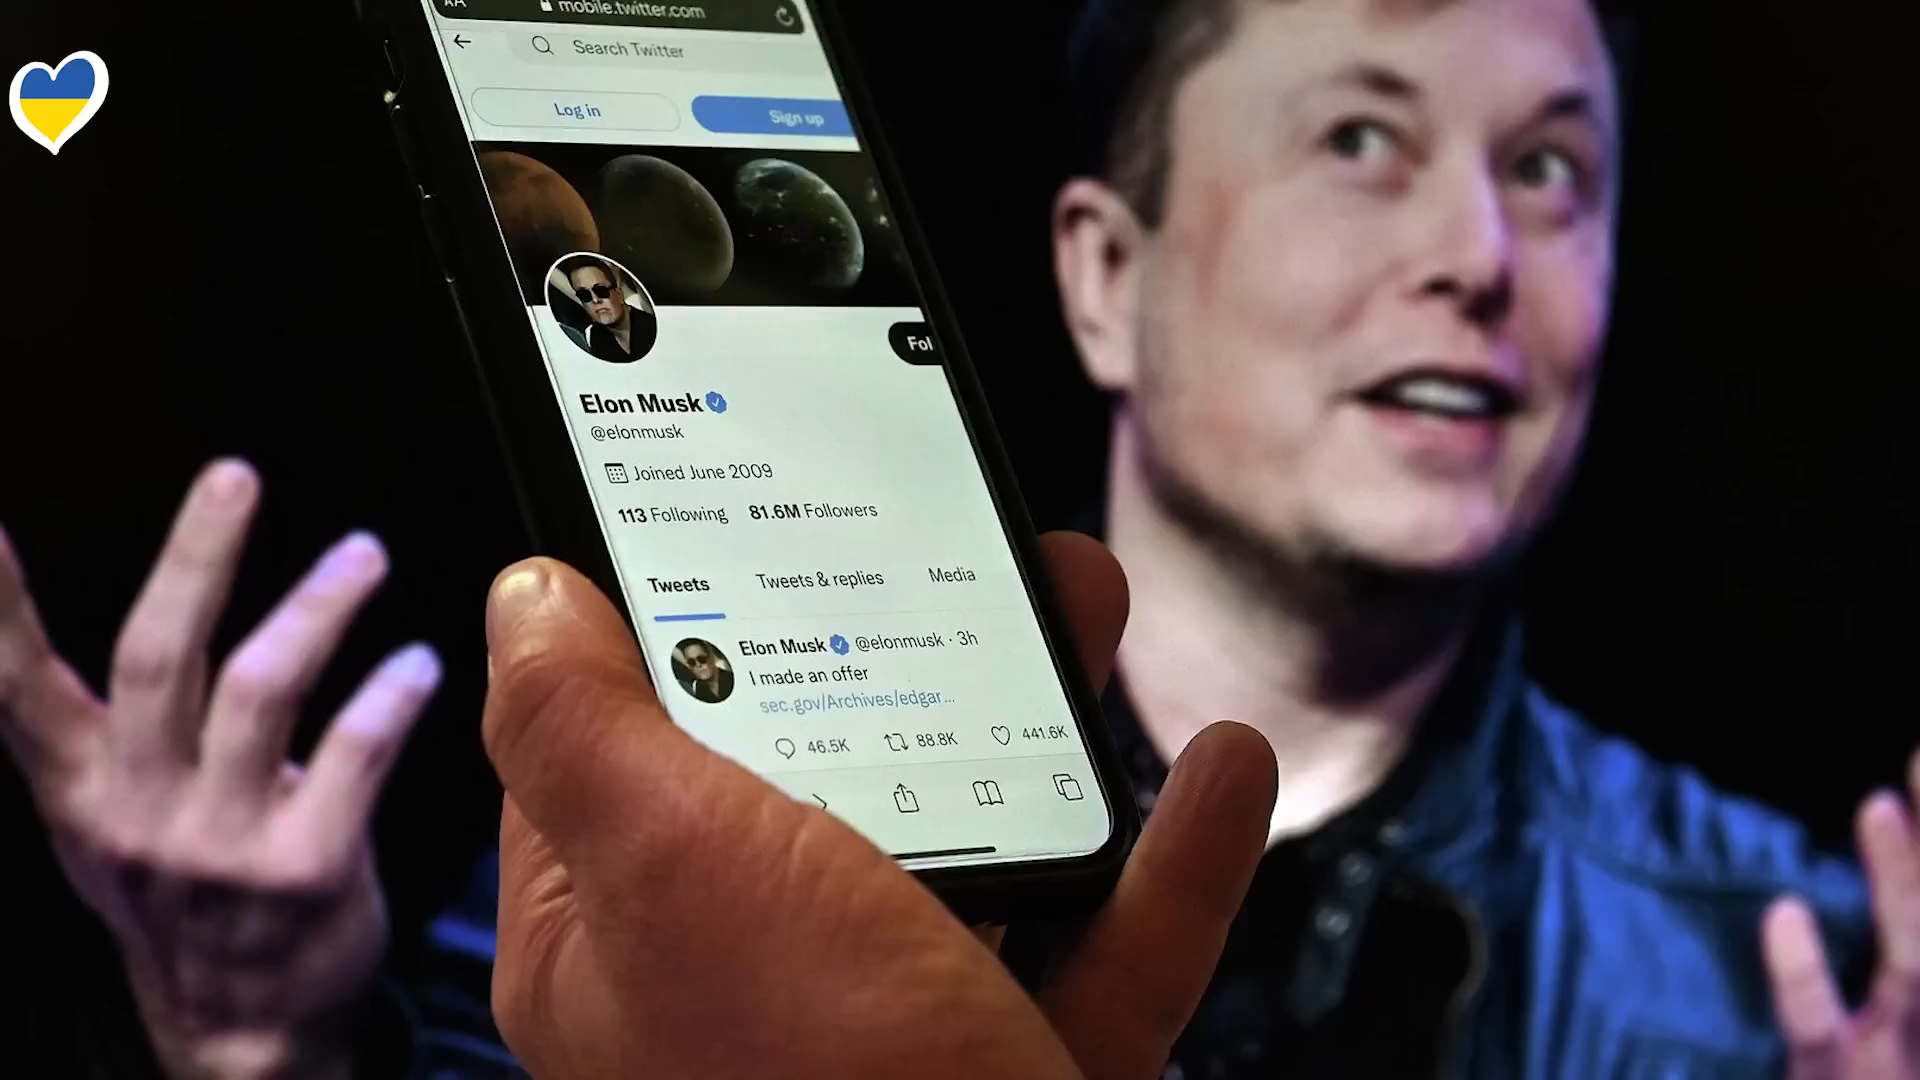 AA
mobile.twitter.com
Search Twitter
Log in
Sign up
Fol
Elon Musk
@elonmusk
Joined June 2009
113 Following 81.6M Followers
Tweets Tweets & replies Media
Elon Musk @elonmusk · 3h
I made an offer
sec.gov/Archives/edgar...
46.5K 88.8K 441.6K